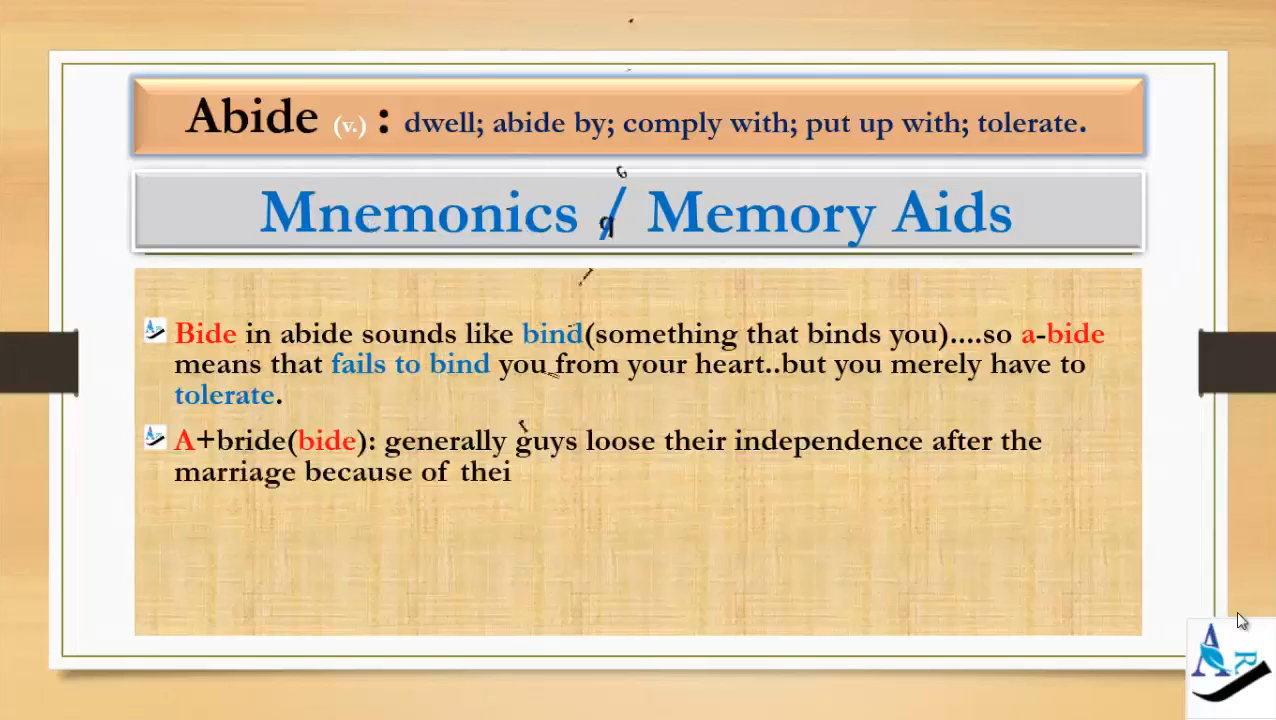 Abide (v.) : dwell; abide by; comply with; put up with; tolerate.
Mnemonics / Memory Aids
Bide in abide sounds like bind(something that binds you)....so a-bide
means that fails to bind you from your heart..but you merely have to
tolerate.
A+bride(bide): generally guys loose their independence after the
marriage because of thei
AR